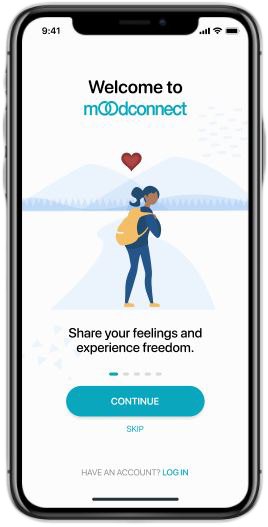 9:41
Welcome to
moodconnect
Share your feelings and
experience freedom.
CONTINUE
SKIP
HAVE AN ACCOUNT? LOG IN